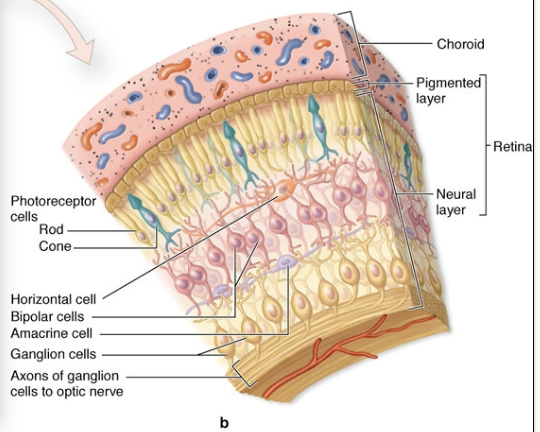 Choroid
Pigmented
layer
Retina
Neural
layer
Photoreceptor
cells
Rod
Cone
Horizontal cell
Bipolar cells
Amacrine cell
Ganglion cells
Axons of ganglion
cells to optic nerve
b